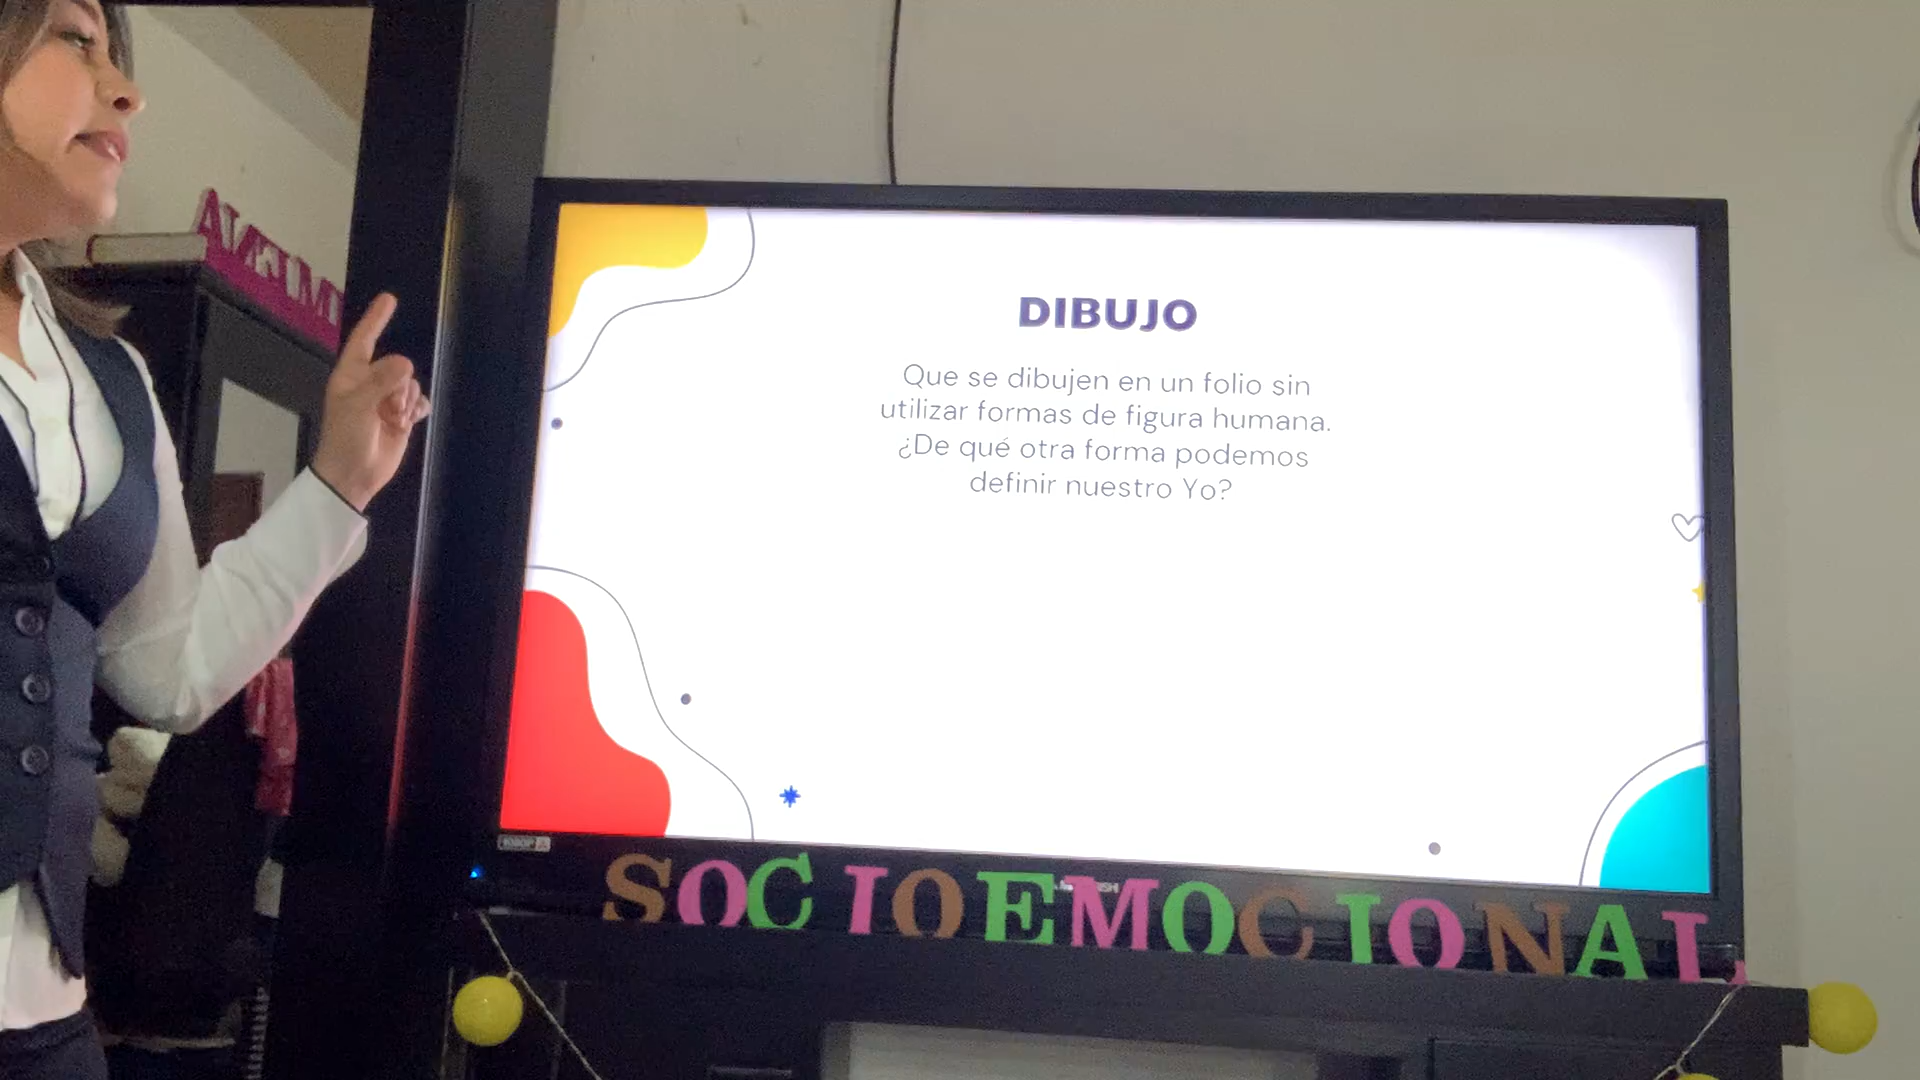 DIBUJO
Que se dibujen en un folio sin
utilizar formas de figura humana.
¿De qué otra forma podemos
definir nuestro Yo?
SOCIOEMOCIONAL